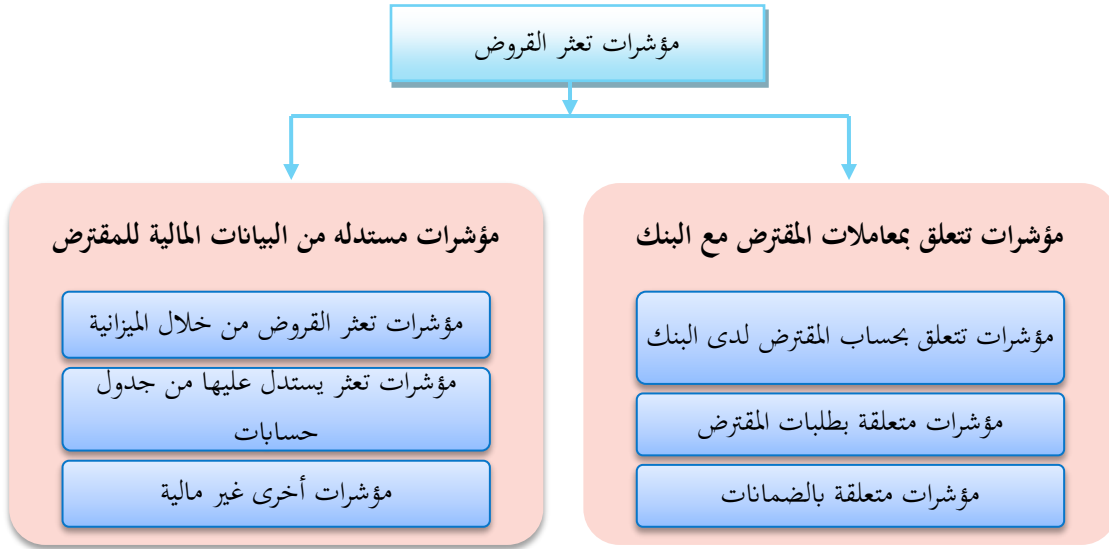 مؤشرات تعثر القروض
مؤشرات تتعلق بمعاملات المقترض مع البنك
مؤشرات تتعلق بحساب المقترض لدى البنك
مؤشرات متعلقة بطلبات المقترض
مؤشرات متعلقة بالضمانات
مؤشرات مستدله من البيانات المالية للمقترض
مؤشرات تعثر القروض من خلال الميزانية
مؤشرات تعثر يستدل عليها من جدول
حسابات
مؤشرات أخرى غير مالية